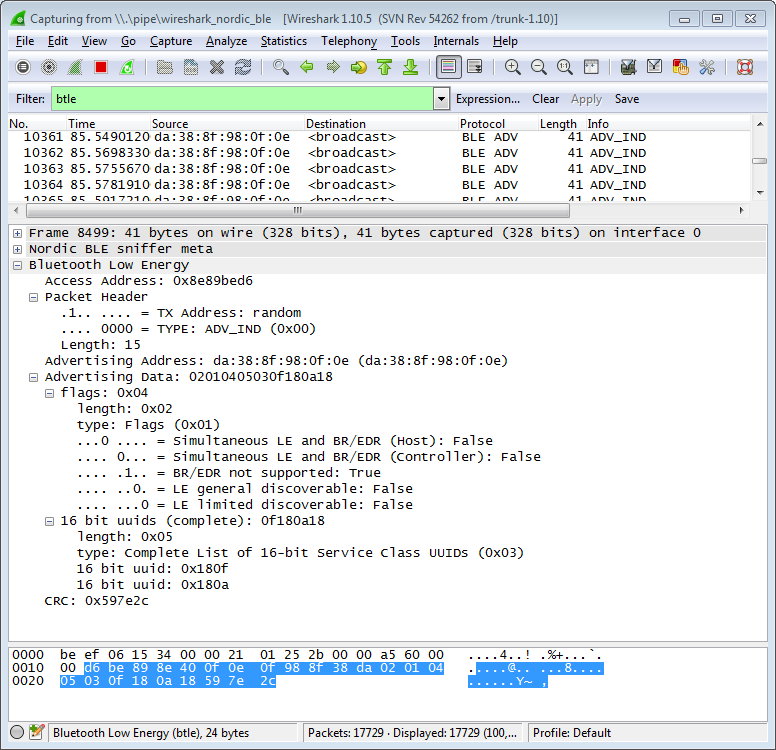 Capturing from \\.\pipe\wireshark_nordic_ble [Wireshark 1.10.5 (SVN Rev 54262 from /trunk-1.10)]
File Edit View Go Capture Analyze Statistics Telephony Tools Internals Help
Filter: btle Expression... Clear Apply Save
No. Time Source Destination Protocol Length Info
10361 85.5490120 da:38:8f:98:0f:0e <broadcast> BLE ADV 41 ADV_IND
10362 85.5698330 da:38:8f:98:0f:0e <broadcast> BLE ADV 41 ADV_IND
10363 85.5755670 da:38:8f:98:0f:0e <broadcast> BLE ADV 41 ADV_IND
10364 85.5781910 da:38:8f:98:0f:0e <broadcast> BLE ADV 41 ADV_IND
10365 85.5917210 da:38:8f:98:0f:0e <broadcast> BLE ADV 41 ADV_IND
Frame 8499: 41 bytes on wire (328 bits), 41 bytes captured (328 bits) on interface 0
Nordic BLE sniffer meta
Bluetooth Low Energy
Access Address: 0x8e89bed6
Packet Header
.1.. .... = TX Address: random
.... 0000 = TYPE: ADV_IND (0x00)
Length: 15
Advertising Address: da:38:8f:98:0f:0e (da:38:8f:98:0f:0e)
Advertising Data: 02010405030f180a18
flags: 0x04
length: 0x02
type: Flags (0x01)
...0 .... = Simultaneous LE and BR/EDR (Host): False
.... 0... = Simultaneous LE and BR/EDR (Controller): False
.... .1.. = BR/EDR not supported: True
.... ..0. = LE general discoverable: False
.... ...0 = LE limited discoverable: False
16 bit uuids (complete): 0f180a18
length: 0x05
type: Complete List of 16-bit Service Class UUIDs (0x03)
16 bit uuid: 0x180f
16 bit uuid: 0x180a
CRC: 0x597e2c
0000 be ef 06 15 34 00 00 21 01 25 2b 00 00 a5 60 00 ....4..! .%+...`.
0010 00 d6 be 89 8e 40 0f 0e 0f 98 8f 38 da 02 01 04 .....@.. ...8....
0020 05 03 0f 18 0a 18 59 7e 2c ......Y~ ,
Bluetooth Low Energy (btle), 24 bytes Packets: 17729 · Displayed: 17729 (100,... Profile: Default